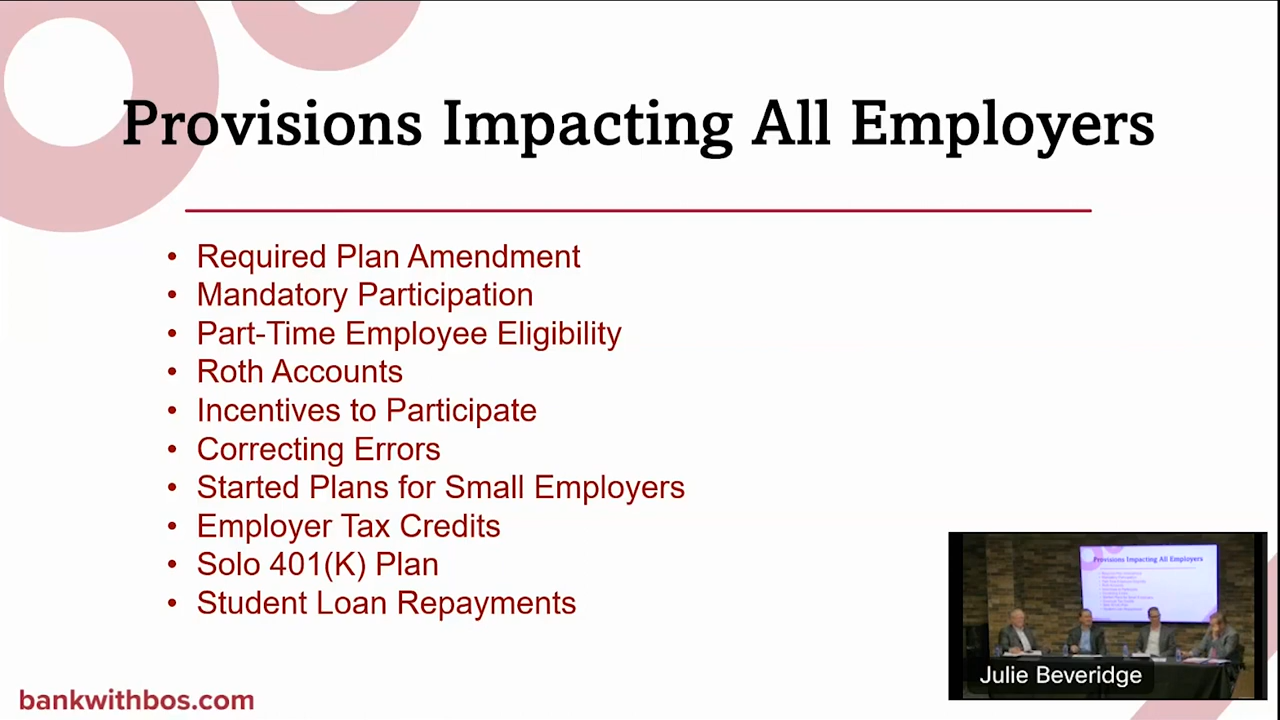 Provisions Impacting All Employers
• Required Plan Amendment
• Mandatory Participation
• Part-Time Employee Eligibility
• Roth Accounts
• Incentives to Participate
• Correcting Errors
• Started Plans for Small Employers
• Employer Tax Credits
• Solo 401(K) Plan
• Student Loan Repayments
bankwithbos.com
Provisions Impacting All Employers
Julie Beveridge